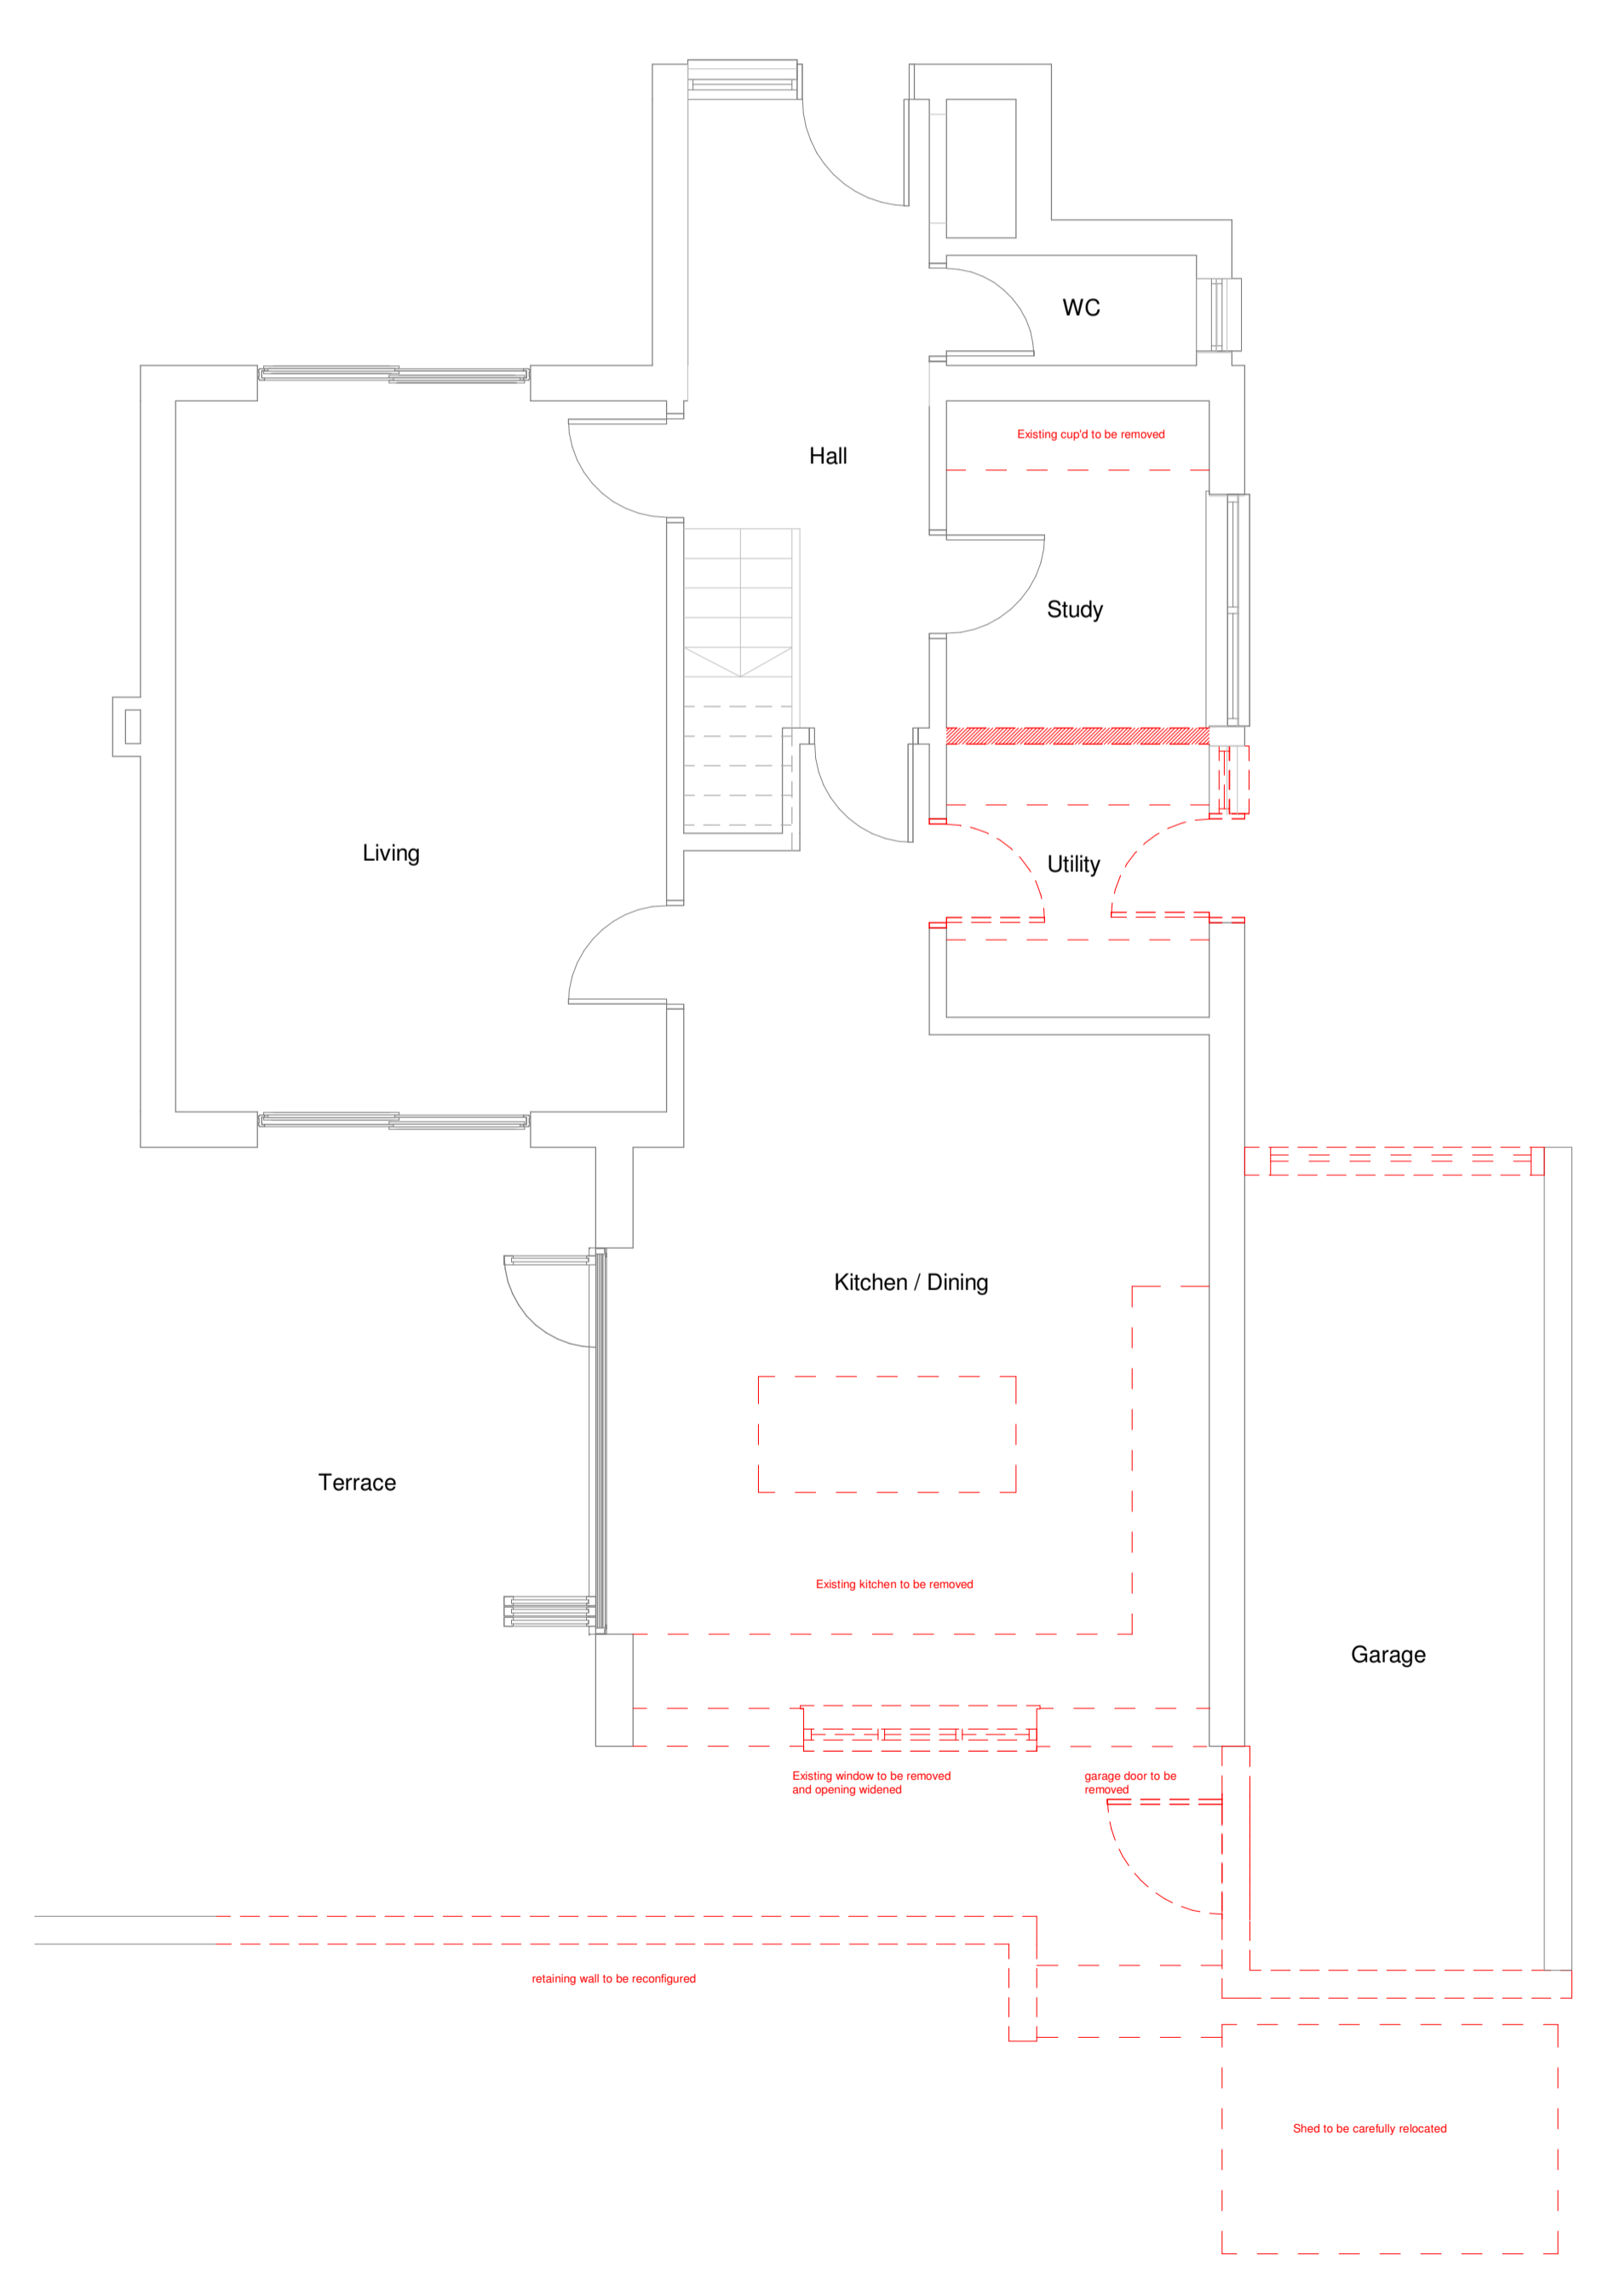 WC
Existing cup'd to be removed
Hall
Study
Living
Utility
Kitchen / Dining
Terrace
Existing kitchen to be removed
Garage
Existing window to be removed
and opening widened
garage door to be
removed
retaining wall to be reconfigured
Shed to be carefully relocated